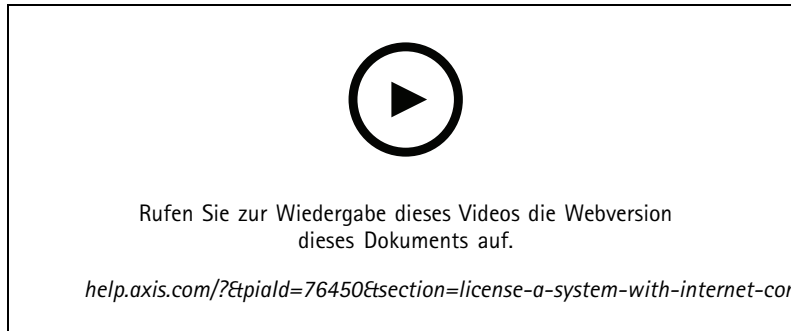 Rufen Sie zur Wiedergabe dieses Videos die Webversion
dieses Dokuments auf.
help.axis.com/?&piald=76450&section=license-a-system-with-internet-con